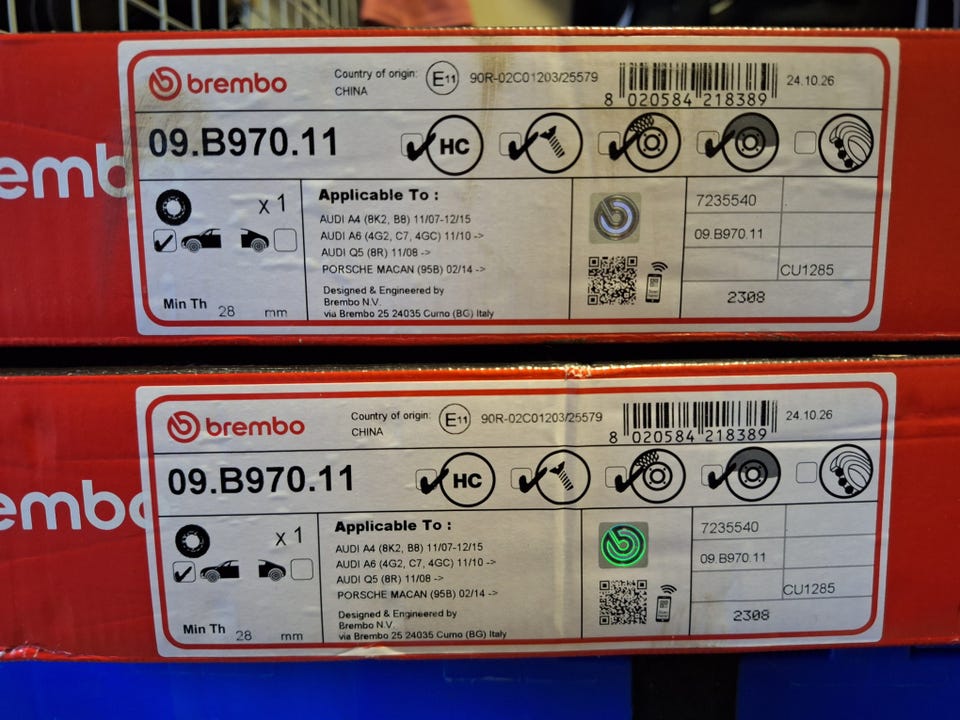 brembo
Country of origin:
CHINA
E11
90R-02C01203/25579
8 020584 218389
24.10.26
emb
09.B970.11
HC
x 1
Min Th 28 mm
Applicable To :
AUDI A4 (8K2, B8) 11/07-12/15
AUDI A6 (4G2, C7, 4GC) 11/10 ->
AUDI Q5 (8R) 11/08 ->
PORSCHE MACAN (95B) 02/14 ->
Designed & Engineered by
Brembo N.V.
via Brembo 25 24035 Curno (BG) Italy
7235540
09.B970.11
CU1285
2308
brembo
Country of origin:
CHINA
E11
90R-02C01203/25579
8 020584 218389
24.10.26
embo
09.B970.11
HC
x 1
Min Th 28 mm
Applicable To :
AUDI A4 (8K2, B8) 11/07-12/15
AUDI A6 (4G2, C7, 4GC) 11/10 ->
AUDI Q5 (8R) 11/08 ->
PORSCHE MACAN (95B) 02/14 ->
Designed & Engineered by
Brembo N.V.
via Brembo 25 24035 Curno (BG) Italy
7235540
09.B970.11
CU1285
2308